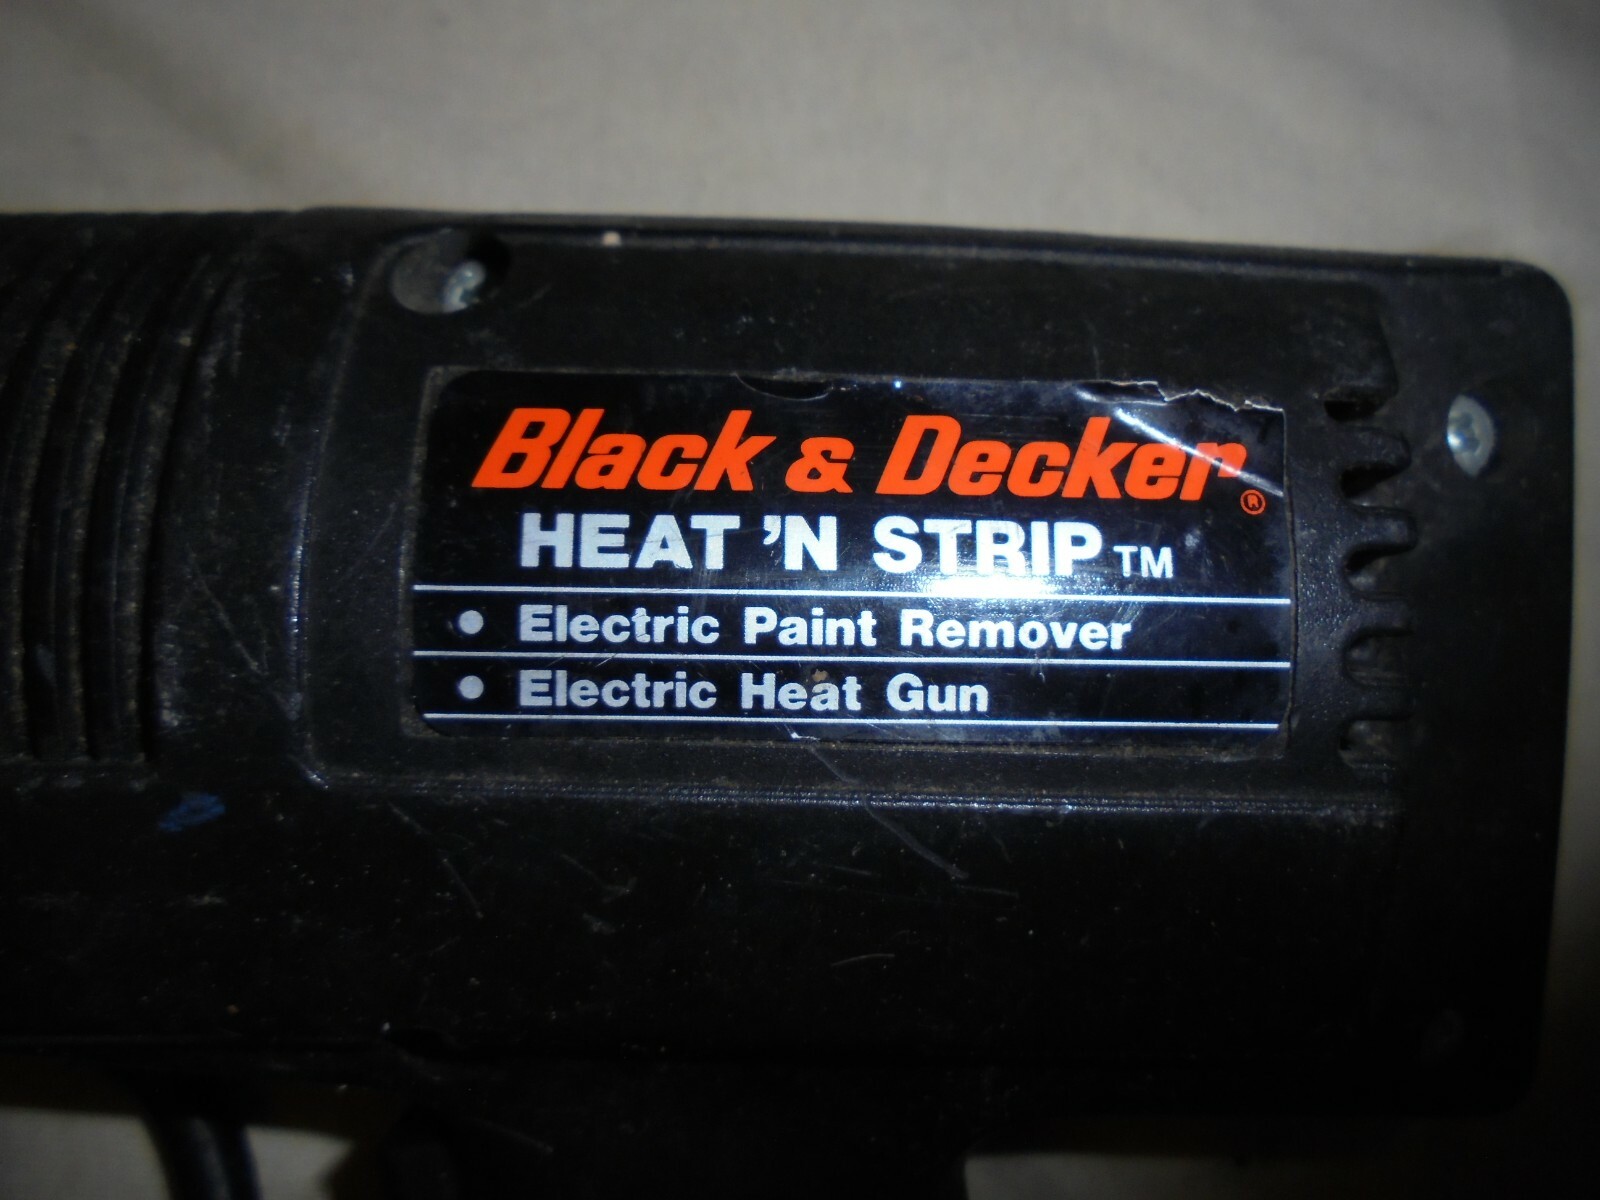 Black & Decker®
HEAT 'N STRIP™
• Electric Paint Remover
• Electric Heat Gun